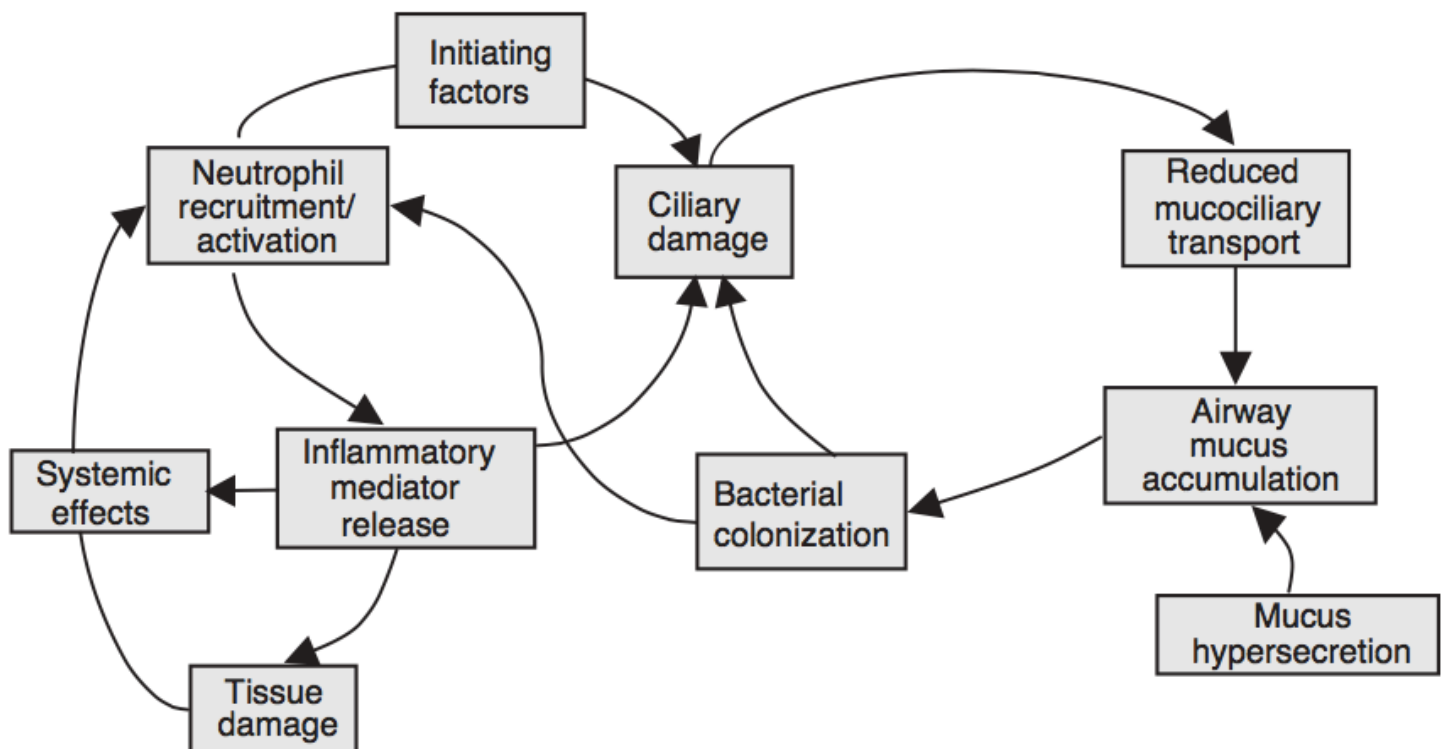 Initiating
factors
Neutrophil
recruitment/
activation
Ciliary
damage
Reduced
mucociliary
transport
Airway
mucus
accumulation
Systemic
effects
Inflammatory
mediator
release
Bacterial
colonization
Mucus
hypersecretion
Tissue
damage